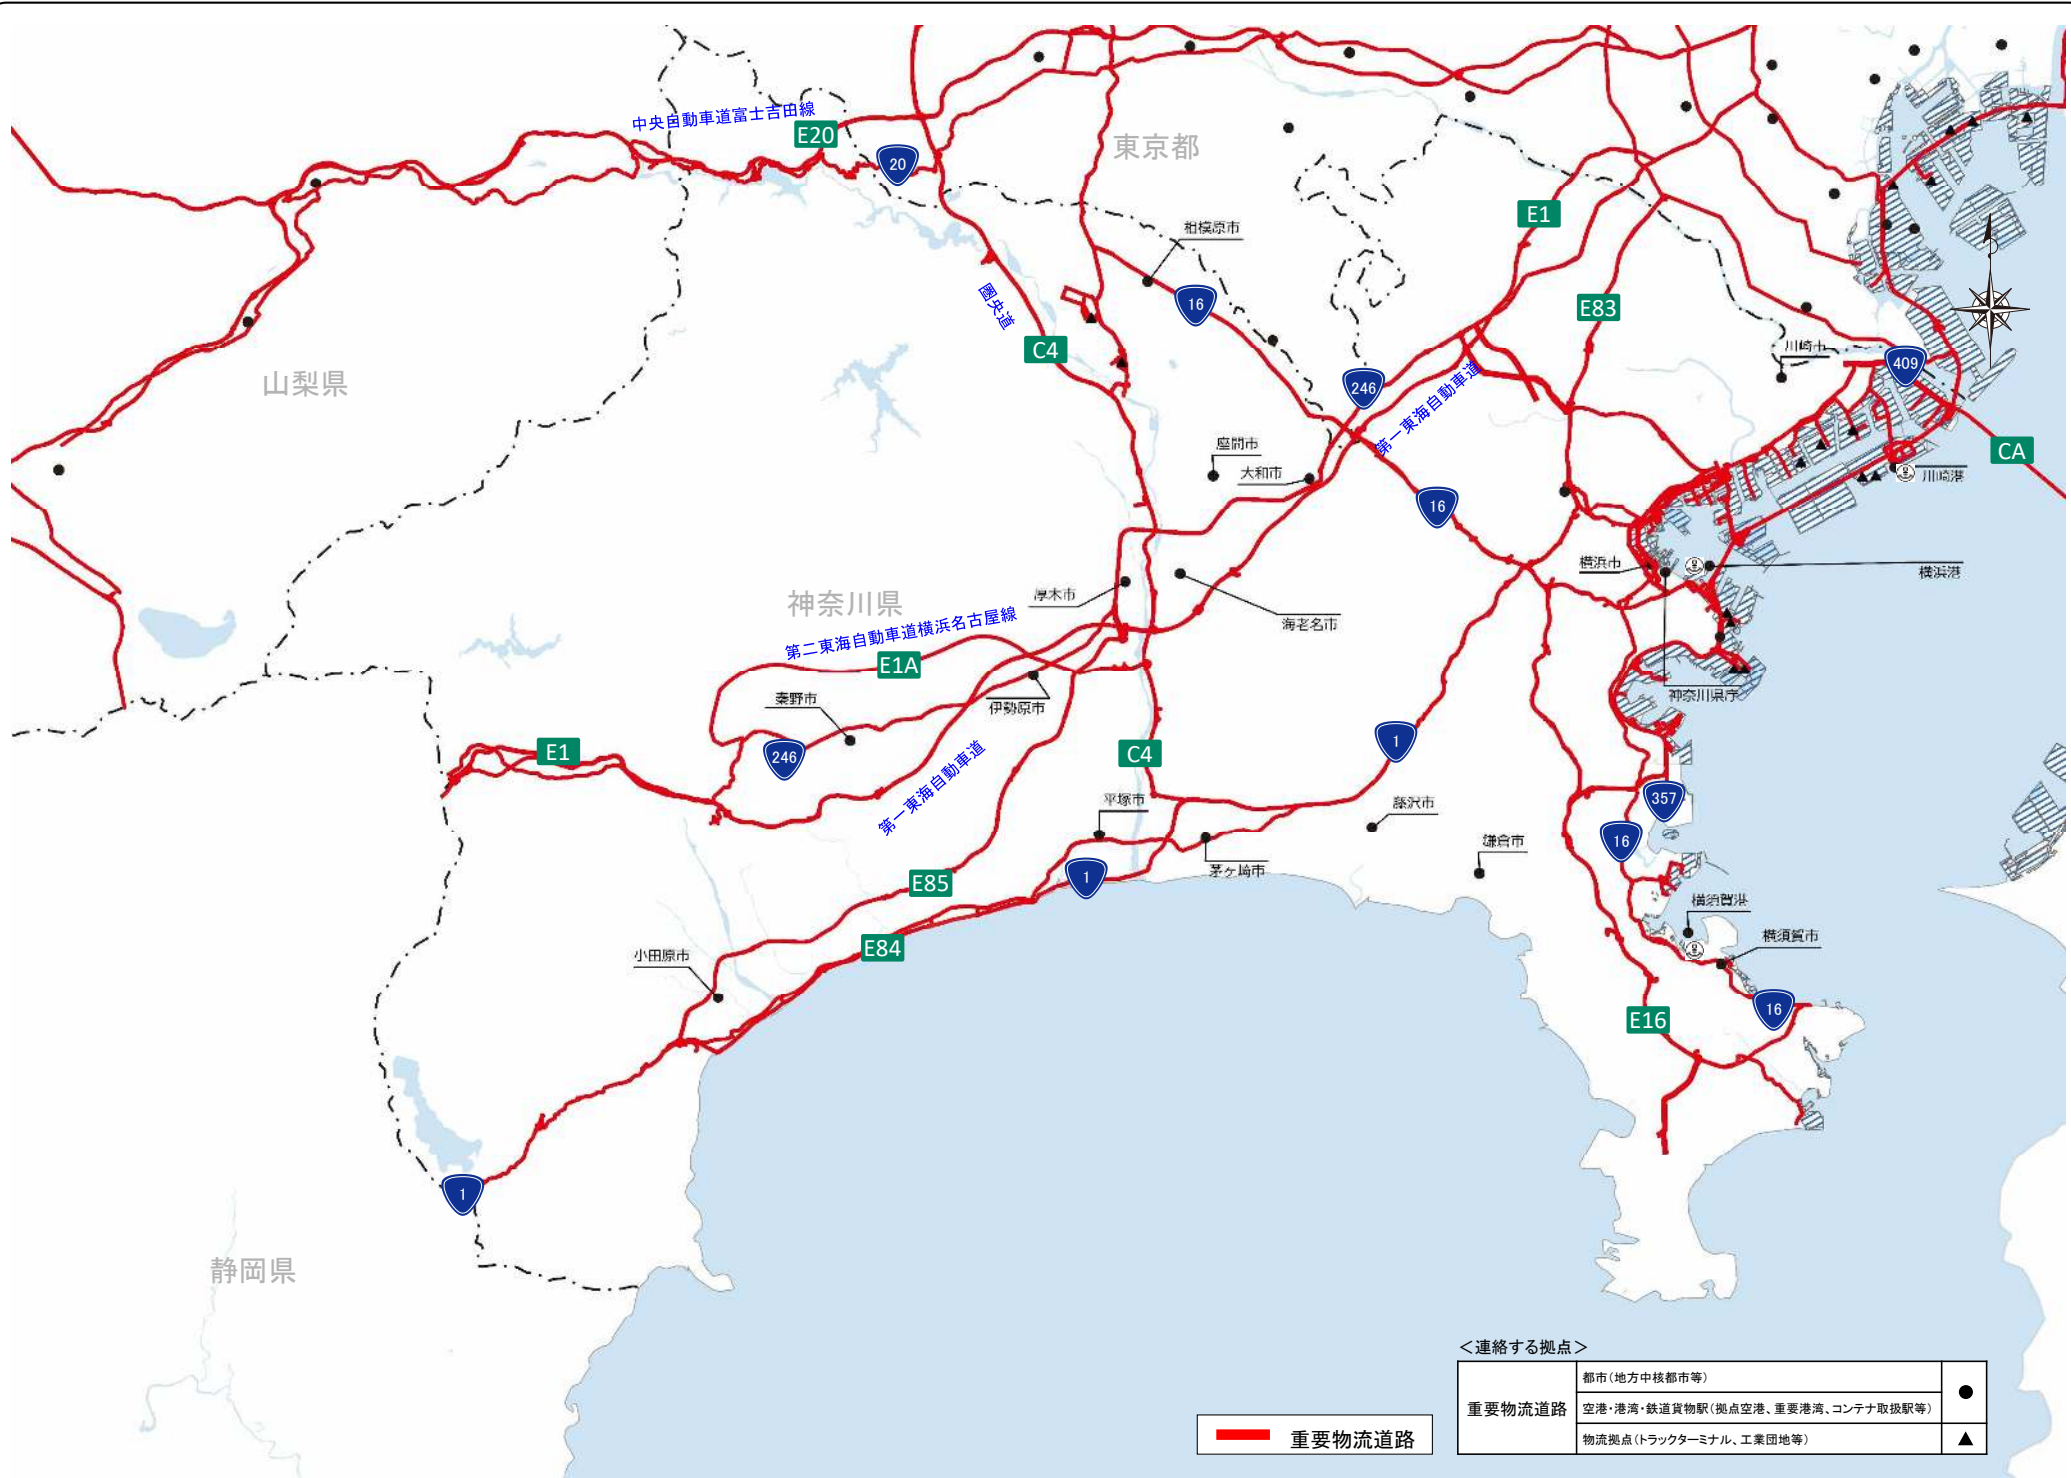 中央自動車道富士吉田線
E20
20
東京都
E1
相模原市
16
圏央道
E83
C4
川崎市
409
山梨県
246
第一東海自動車道
座間市
大和市
CA
川崎港
16
横浜市
横浜港
神奈川県
厚木市
海老名市
第二東海自動車道横浜名古屋線
E1A
秦野市
伊勢原市
神奈川県庁
E1
246
C4
1
第一東海自動車道
平塚市
藤沢市
357
16
鎌倉市
茅ヶ崎市
1
E85
横須賀港
E84
横須賀市
小田原市
16
E16
1
静岡県
<連絡する拠点>
重要物流道路
都市(地方中核都市等)
●
空港・港湾・鉄道貨物駅(拠点空港、重要港湾、コンテナ取扱駅等)
物流拠点(トラックターミナル、工業団地等)
▲
重要物流道路